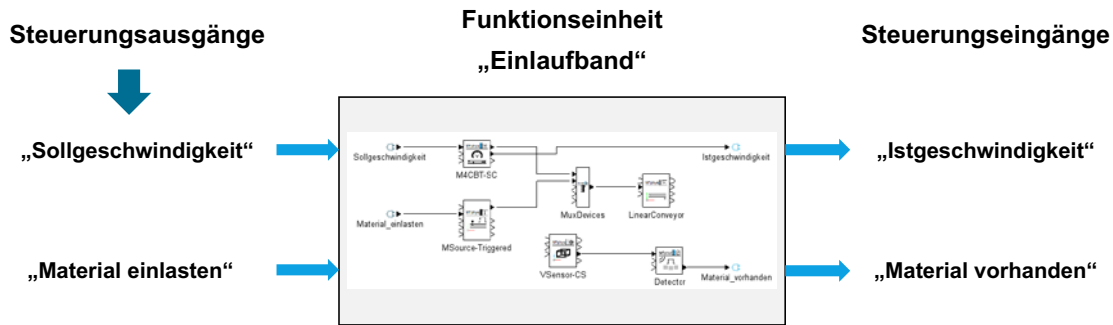 Steuerungsausgänge
Funktionseinheit
„Einlaufband“
Steuerungseingänge
„Sollgeschwindigkeit“
„Istgeschwindigkeit“
Sollgeschwindigkeit
M4CBT-SC
Istgeschwindigkeit
MuxDevices
LinearConveyor
Material_einlasten
MSource-Triggered
„Material einlasten“
„Material vorhanden“
VSensor-CS
Detector
Material_vorhanden